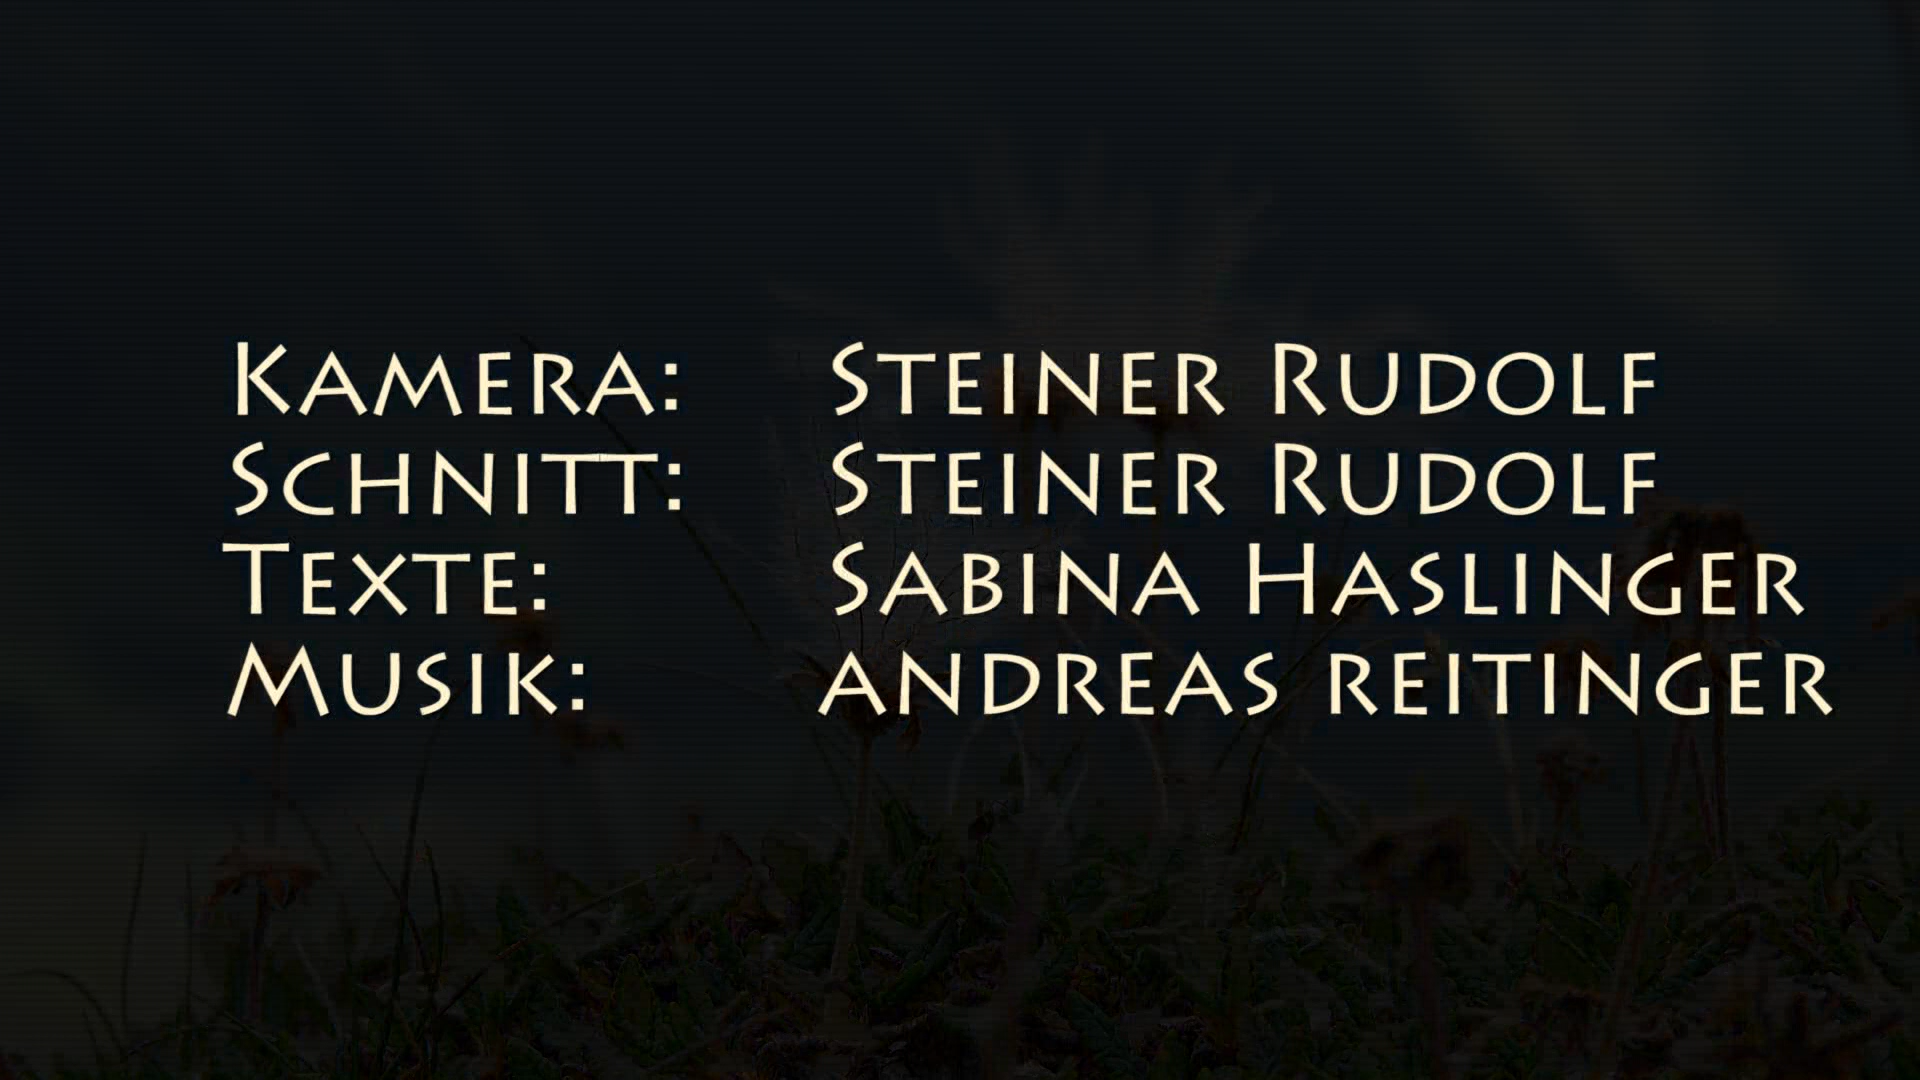 Kamera: Steiner Rudolf
Schnitt: Steiner Rudolf
Texte: Sabina Haslinger
Musik: andreas reitinger